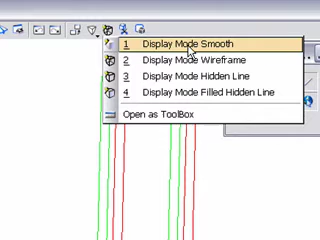 1 Display Mode Smooth
2 Display Mode Wireframe
3 Display Mode Hidden Line
4 Display Mode Filled Hidden Line
Open as ToolBox